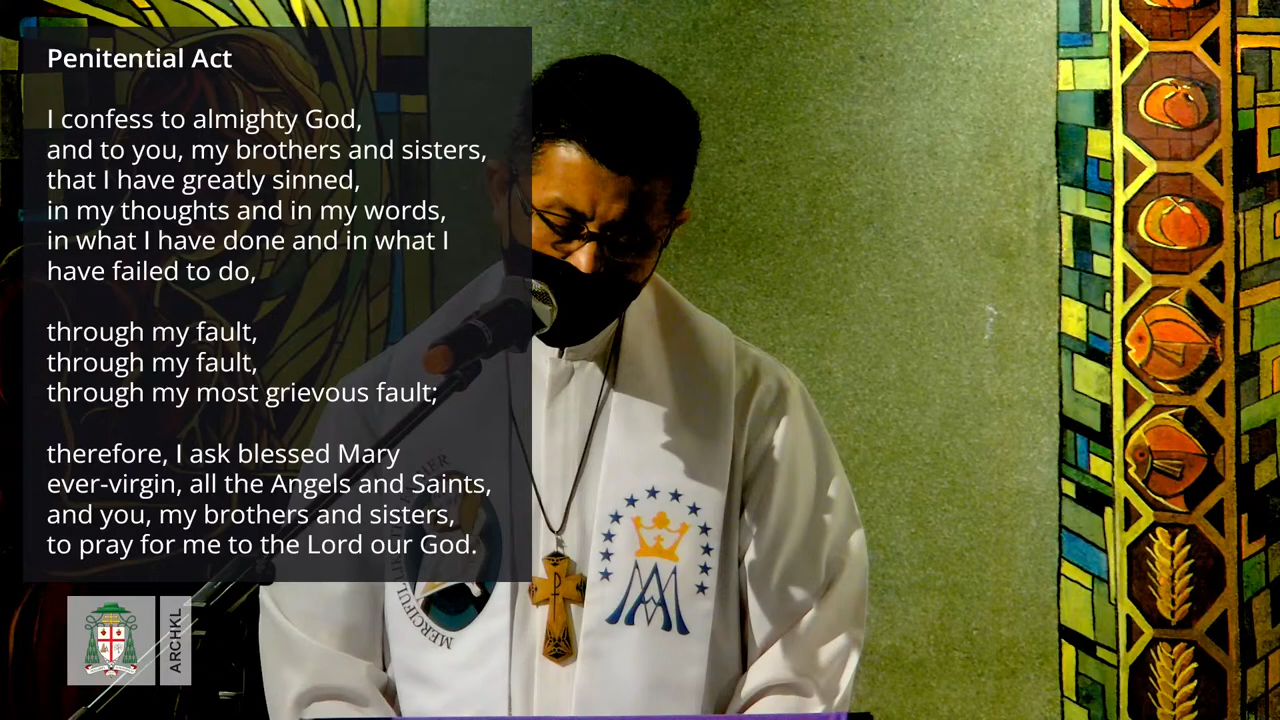 Penitential Act
I confess to almighty God,
and to you, my brothers and sisters,
that I have greatly sinned,
in my thoughts and in my words,
in what I have done and in what I
have failed to do,
through my fault,
through my fault,
through my most grievous fault;
therefore, I ask blessed Mary
ever-virgin, all the Angels and Saints,
and you, my brothers and sisters,
to pray for me to the Lord our God.
MERCIFUL
ARCHKL